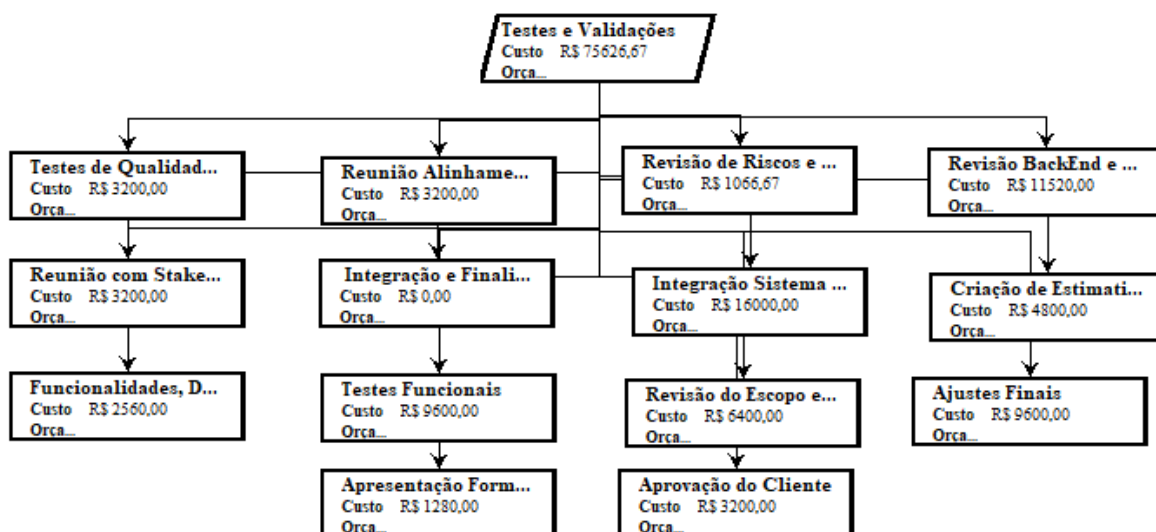 Testes e Validações
Custo R$ 75626,67
Orça...
Testes de Qualidad...
Custo R$ 3200,00
Orça...
Reunião Alinhame...
Custo R$ 3200,00
Orça...
Revisão de Riscos e ...
Custo R$ 1066,67
Orça...
Revisão BackEnd e ...
Custo R$ 11520,00
Orça...
Reunião com Stake...
Custo R$ 3200,00
Orça...
Integração e Finali...
Custo R$ 0,00
Orça...
Integração Sistema ...
Custo R$ 16000,00
Orça...
Criação de Estimati...
Custo R$ 4800,00
Orça...
Funcionalidades, D...
Custo R$ 2560,00
Orça...
Testes Funcionais
Custo R$ 9600,00
Orça...
Revisão do Escopo e...
Custo R$ 6400,00
Orça...
Ajustes Finais
Custo R$ 9600,00
Orça...
Apresentação Form...
Custo R$ 1280,00
Orça...
Aprovação do Cliente
Custo R$ 3200,00
Orça...